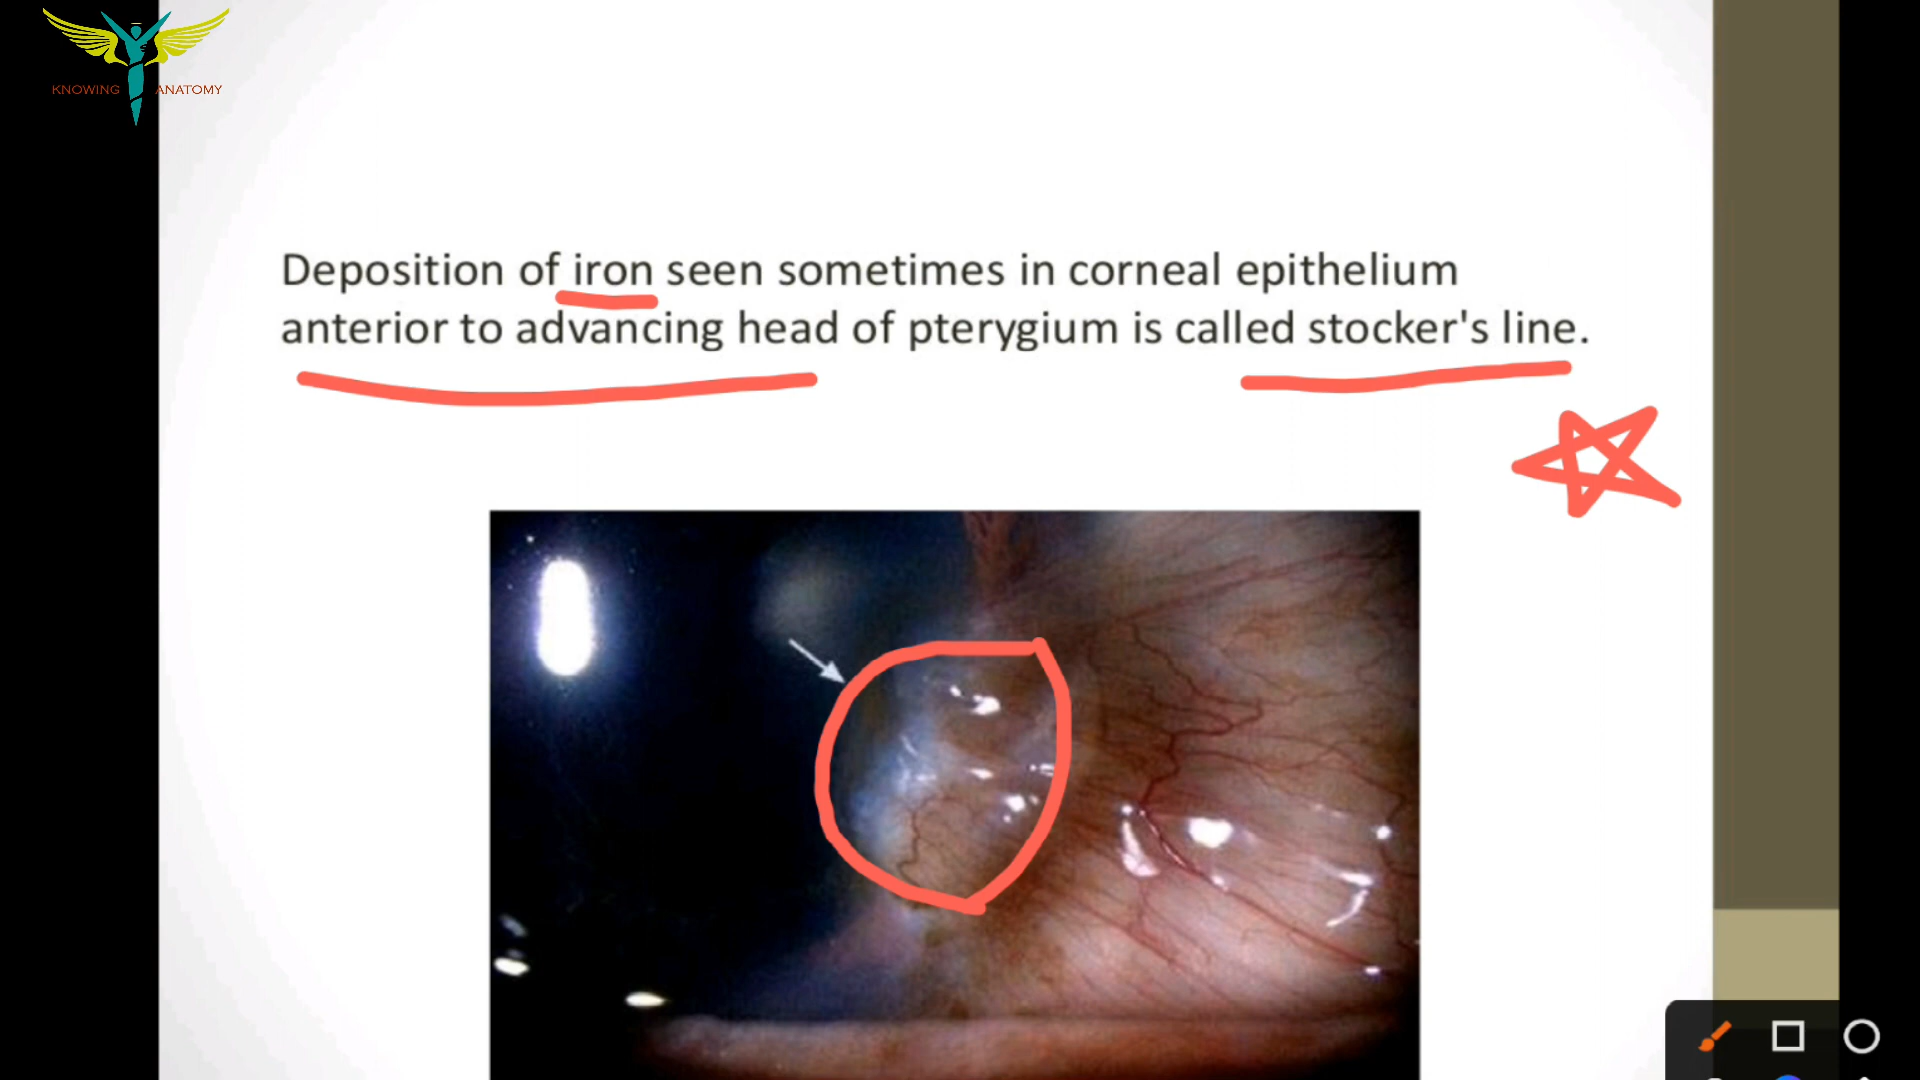 KNOWING ANATOMY
Deposition of iron seen sometimes in corneal epithelium
anterior to advancing head of pterygium is called stocker's line.